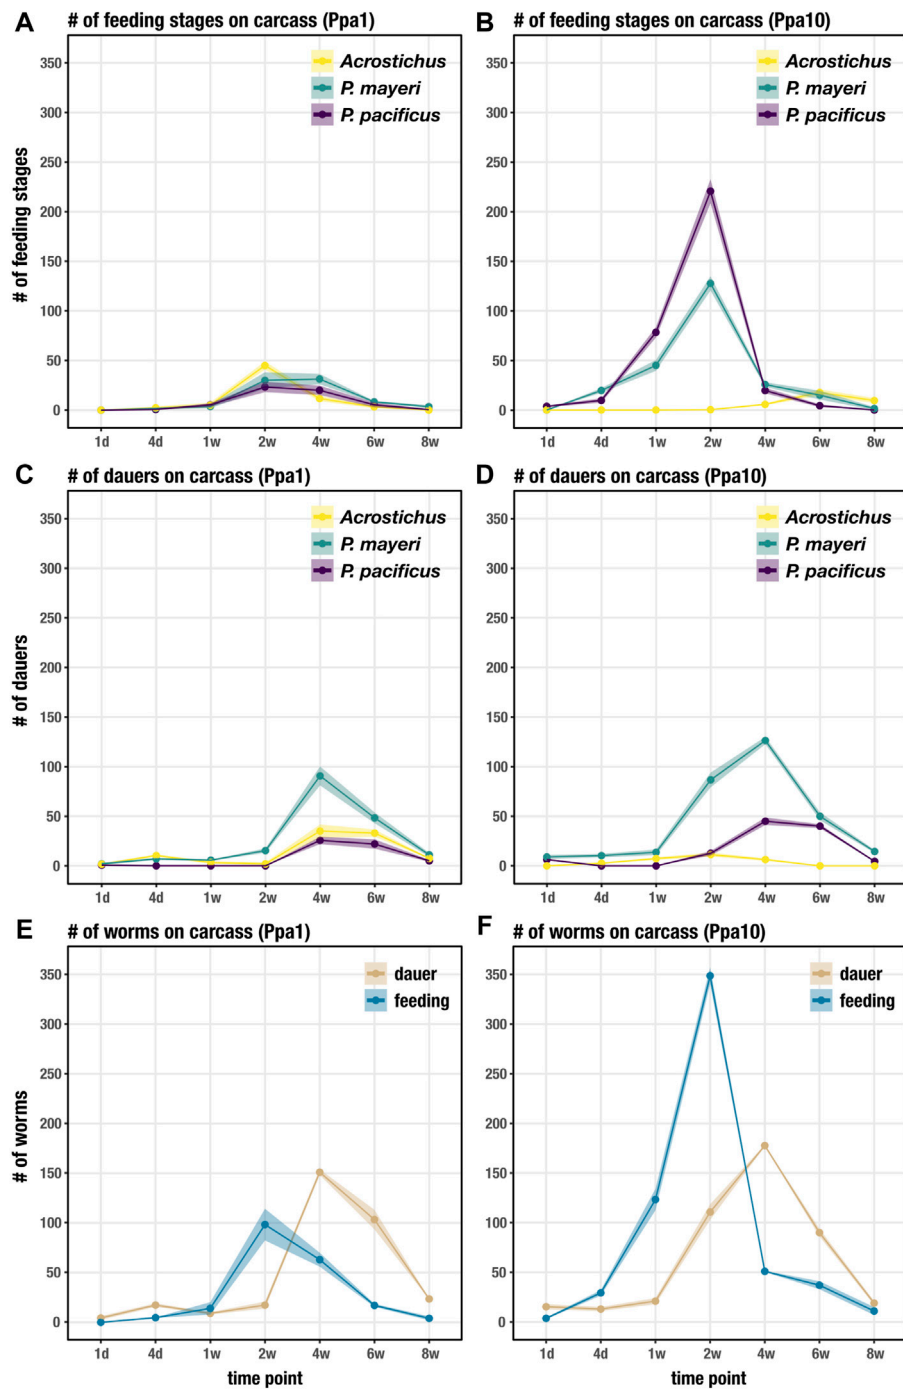 A # of feeding stages on carcass (Ppa1)
# of feeding stages
350
300
250
200
150
100
50
0
Acrostichus
P. mayeri
P. pacificus
1d 4d 1w 2w 4w 6w 8w
B # of feeding stages on carcass (Ppa10)
350
300
250
200
150
100
50
0
Acrostichus
P. mayeri
P. pacificus
1d 4d 1w 2w 4w 6w 8w
C # of dauers on carcass (Ppa1)
# of dauers
350
300
250
200
150
100
50
0
Acrostichus
P. mayeri
P. pacificus
1d 4d 1w 2w 4w 6w 8w
D # of dauers on carcass (Ppa10)
350
300
250
200
150
100
50
0
Acrostichus
P. mayeri
P. pacificus
1d 4d 1w 2w 4w 6w 8w
E # of worms on carcass (Ppa1)
# of worms
350
300
250
200
150
100
50
0
dauer
feeding
1d 4d 1w 2w 4w 6w 8w
time point
F # of worms on carcass (Ppa10)
350
300
250
200
150
100
50
0
dauer
feeding
1d 4d 1w 2w 4w 6w 8w
time point